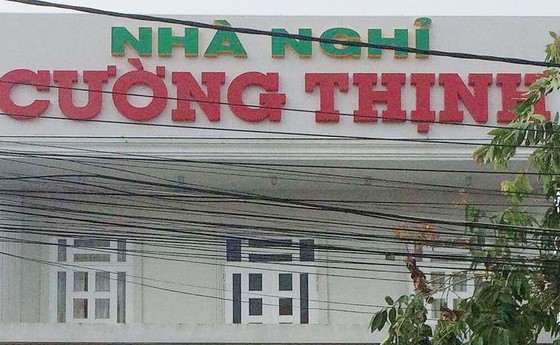 NHÀ NGHỈ
CƯỜNG THỊNH